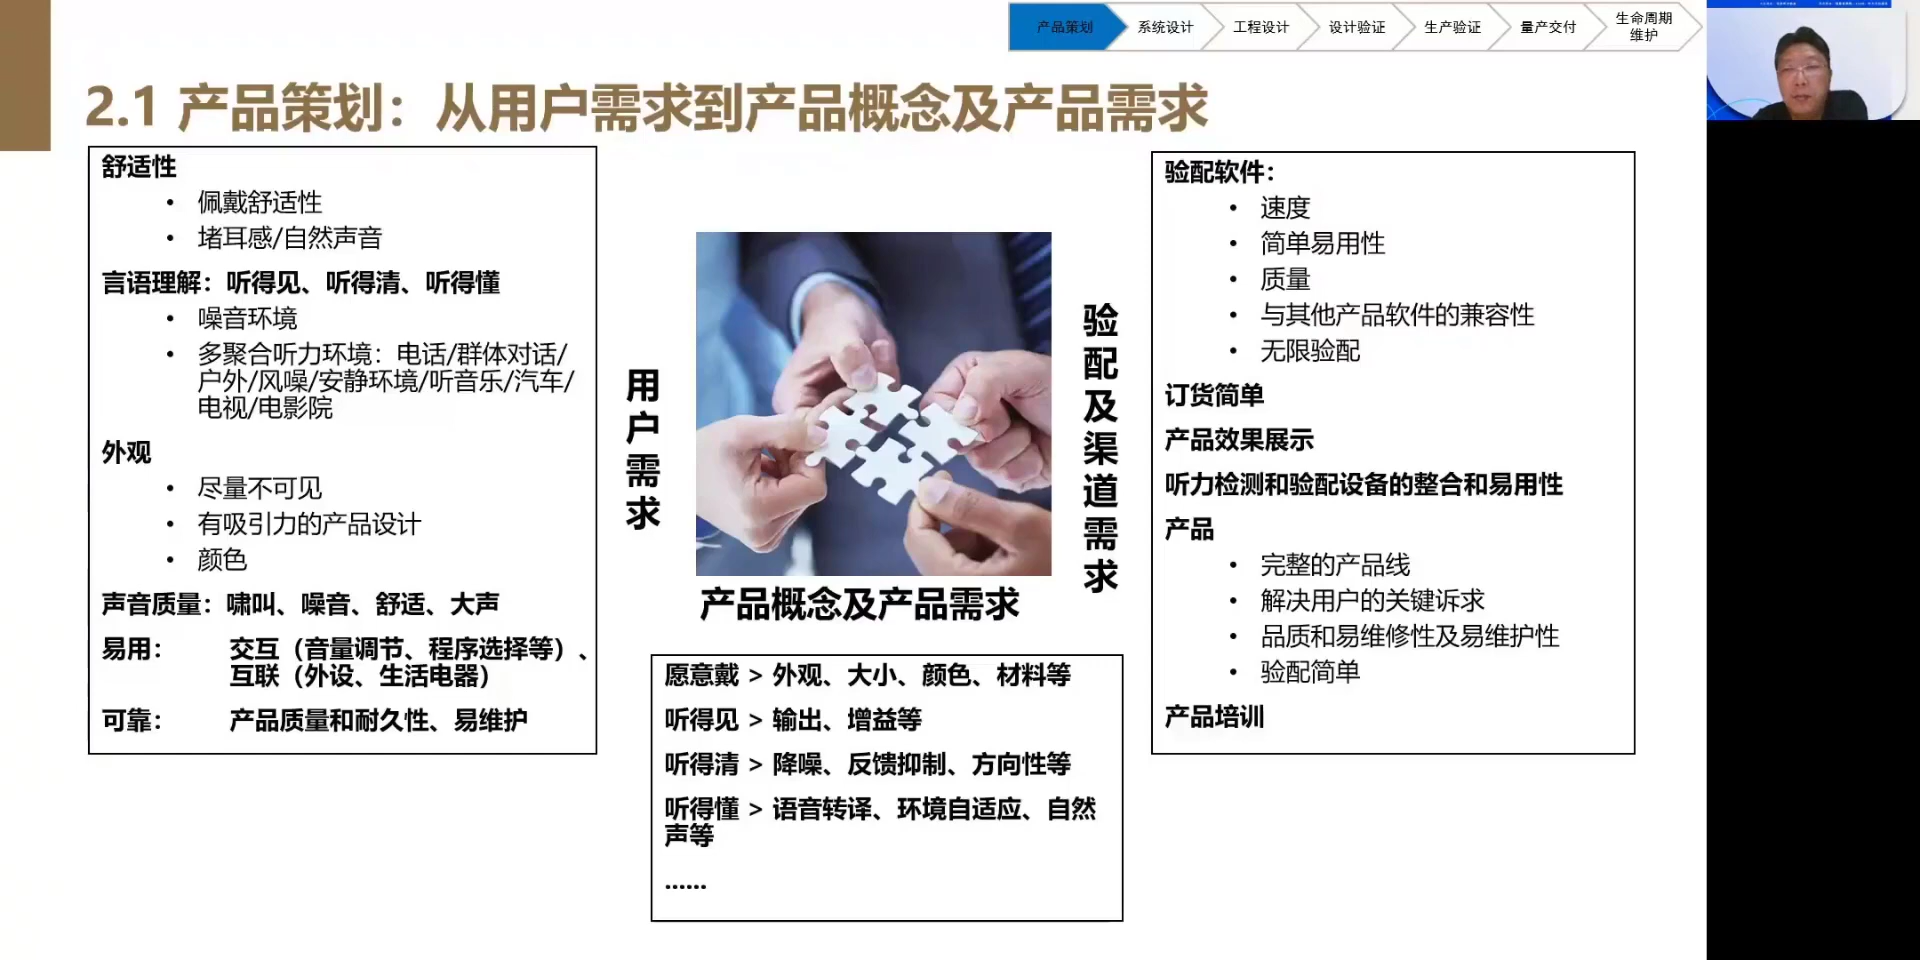 产品策划
系统设计
工程设计
设计验证
生产验证
量产交付
生命周期
维护
2.1 产品策划：从用户需求到产品概念及产品需求
舒适性
• 佩戴舒适性
• 堵耳感/自然声音
言语理解：听得见、听得清、听得懂
• 噪音环境
• 多聚合听力环境：电话/群体对话/
户外/风噪/安静环境/听音乐/汽车/
电视/电影院
外观
• 尽量不可见
• 有吸引力的产品设计
• 颜色
声音质量：啸叫、噪音、舒适、大声
易用： 交互（音量调节、程序选择等）、
互联（外设、生活电器）
可靠： 产品质量和耐久性、易维护
用户需求
产品概念及产品需求
愿意戴 > 外观、大小、颜色、材料等
听得见 > 输出、增益等
听得清 > 降噪、反馈抑制、方向性等
听得懂 > 语音转译、环境自适应、自然
声等
......
验配及渠道需求
验配软件：
• 速度
• 简单易用性
• 质量
• 与其他产品软件的兼容性
• 无限验配
订货简单
产品效果展示
听力检测和验配设备的整合和易用性
产品
• 完整的产品线
• 解决用户的关键诉求
• 品质和易维修性及易维护性
• 验配简单
产品培训